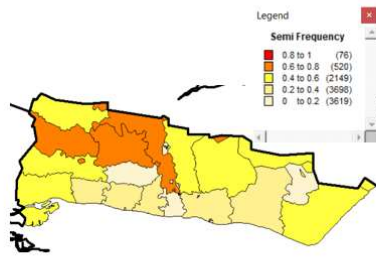 Legend
Semi Frequency
0.8 to 1 (76)
0.6 to 0.8 (520)
0.4 to 0.6 (2149)
0.2 to 0.4 (3698)
0 to 0.2 (3619)